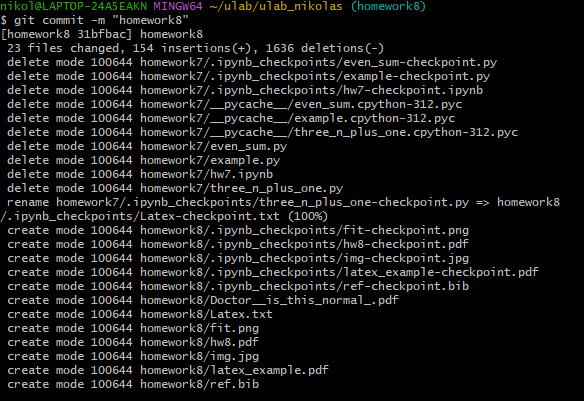 nikol@LAPTOP-24A5EAKN MINGW64 ~/ulab/ulab_nikolas (homework8)
$ git commit -m "homework8"
[homework8 31bfbac] homework8
 23 files changed, 154 insertions(+), 1636 deletions(-)
 delete mode 100644 homework7/.ipynb_checkpoints/even_sum-checkpoint.py
 delete mode 100644 homework7/.ipynb_checkpoints/example-checkpoint.py
 delete mode 100644 homework7/.ipynb_checkpoints/hw7-checkpoint.ipynb
 delete mode 100644 homework7/__pycache__/even_sum.cpython-312.pyc
 delete mode 100644 homework7/__pycache__/example.cpython-312.pyc
 delete mode 100644 homework7/__pycache__/three_n_plus_one.cpython-312.pyc
 delete mode 100644 homework7/even_sum.py
 delete mode 100644 homework7/example.py
 delete mode 100644 homework7/hw7.ipynb
 delete mode 100644 homework7/three_n_plus_one.py
 rename homework7/.ipynb_checkpoints/three_n_plus_one-checkpoint.py => homework8
/.ipynb_checkpoints/Latex-checkpoint.txt (100%)
 create mode 100644 homework8/.ipynb_checkpoints/fit-checkpoint.png
 create mode 100644 homework8/.ipynb_checkpoints/hw8-checkpoint.pdf
 create mode 100644 homework8/.ipynb_checkpoints/img-checkpoint.jpg
 create mode 100644 homework8/.ipynb_checkpoints/latex_example-checkpoint.pdf
 create mode 100644 homework8/.ipynb_checkpoints/ref-checkpoint.bib
 create mode 100644 homework8/Doctor__is_this_normal_.pdf
 create mode 100644 homework8/Latex.txt
 create mode 100644 homework8/fit.png
 create mode 100644 homework8/hw8.pdf
 create mode 100644 homework8/img.jpg
 create mode 100644 homework8/latex_example.pdf
 create mode 100644 homework8/ref.bib